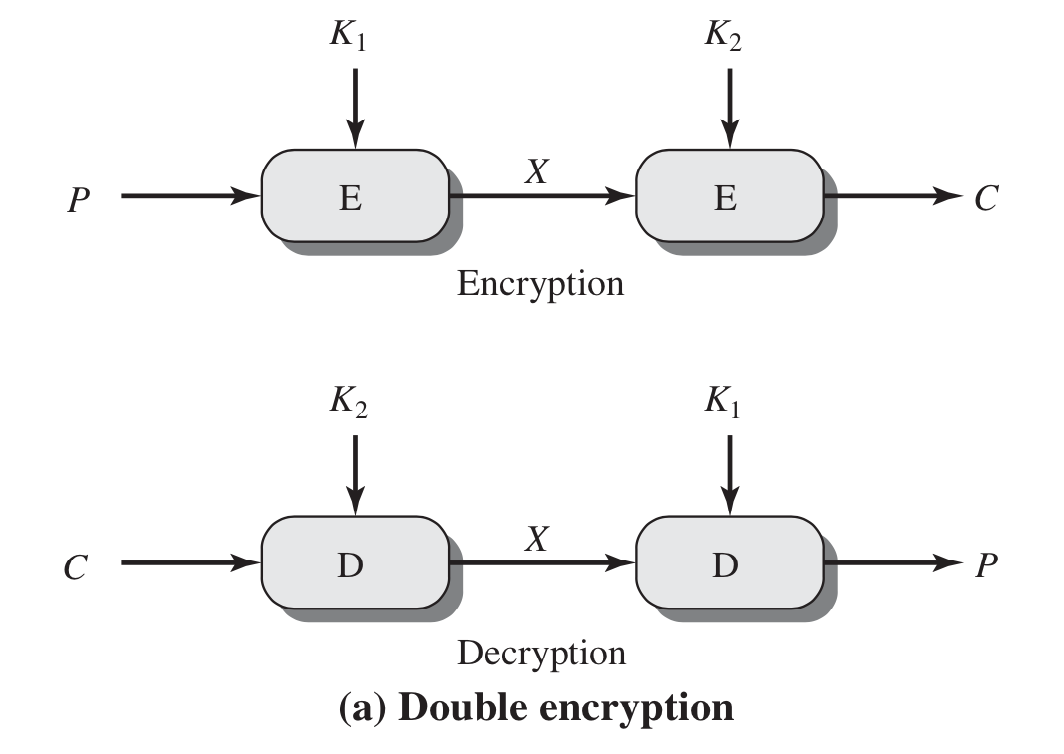 K1 K2
P E X E C
Encryption
K2 K1
C D X D P
Decryption
(a) Double encryption